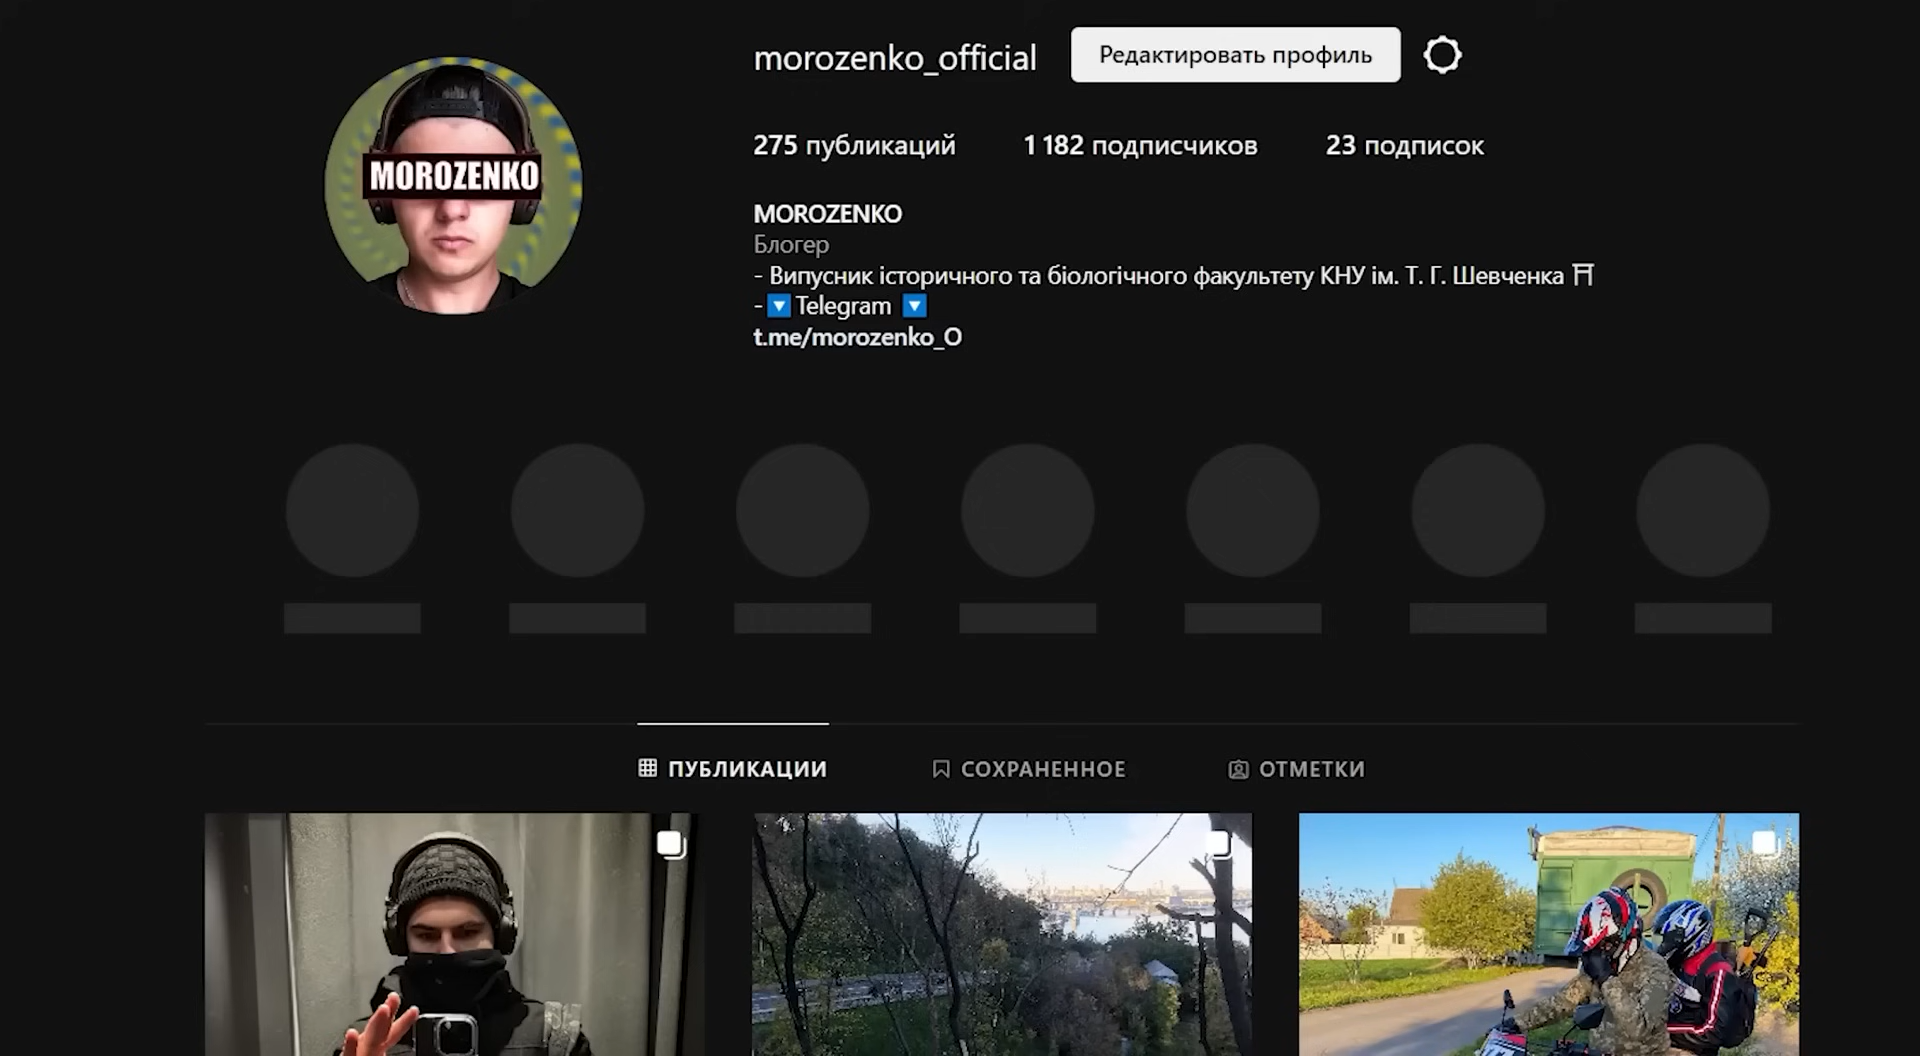 morozenko_official
Редактировать профиль
275 публикаций
1 182 подписчиков
23 подписок
MOROZENKO
MOROZENKO
Блогер
- Випусник історичного та біологічного факультету КНУ ім. Т. Г. Шевченка
- Telegram
t.me/morozenko_O
ПУБЛИКАЦИИ
СОХРАНЕННОЕ
ОТМЕТКИ